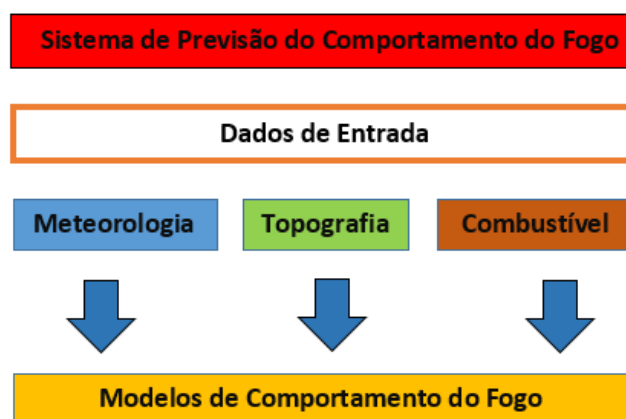 Sistema de Previsão do Comportamento do Fogo
Dados de Entrada
Meteorologia Topografia Combustível
Modelos de Comportamento do Fogo